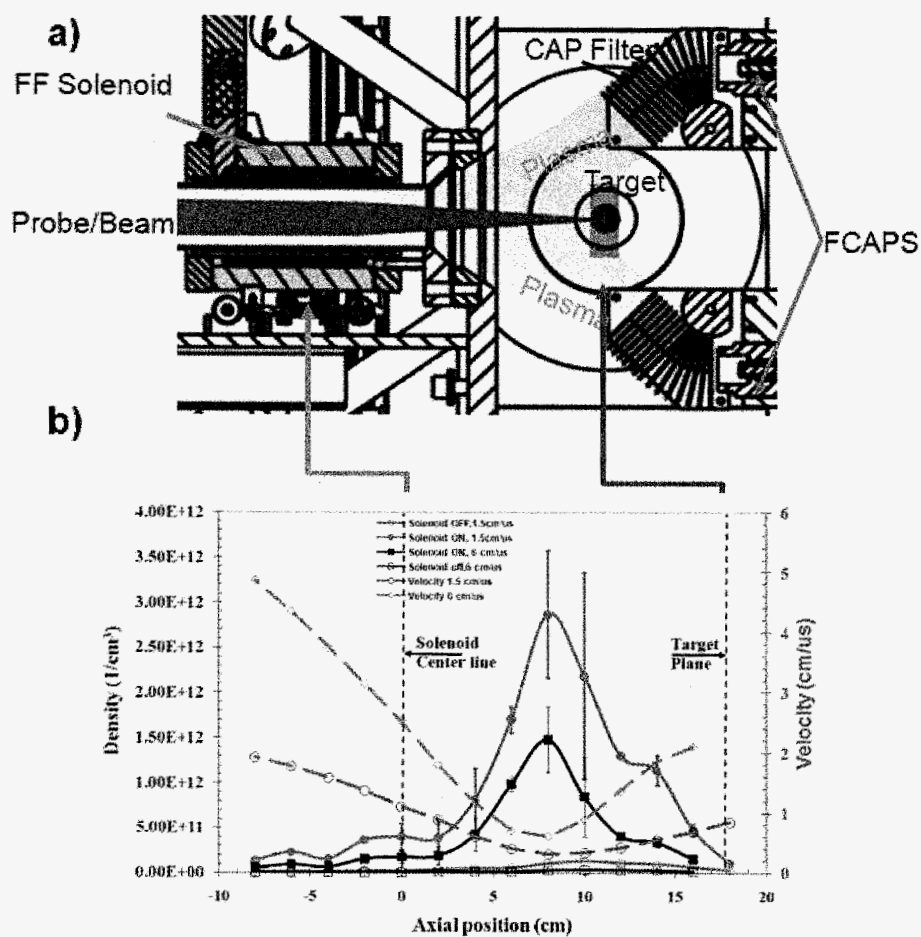 a)
CAP Filter
FF Solenoid
Plasma
Target
Probe/Beam
FCAPS
Plasma
b)
4.00E+12
3.50E+12
3.00E+12
2.50E+12
2.00E+12
1.50E+12
1.00E+12
5.00E+11
0.00E+00
Density (1/cm³)
Solenoid OFF,1.5cm/us
Solenoid ON, 1.5cm/us
Solenoid ON, 6 cm/us
Solenoid off,6 cm/us
Velocity 1.5 cm/us
Velocity 6 cm/us
Solenoid
Center line
Target
Plane
6
5
4
3
2
1
0
Velocity (cm/us)
-10 -5 0 5 10 15 20
Axial position (cm)